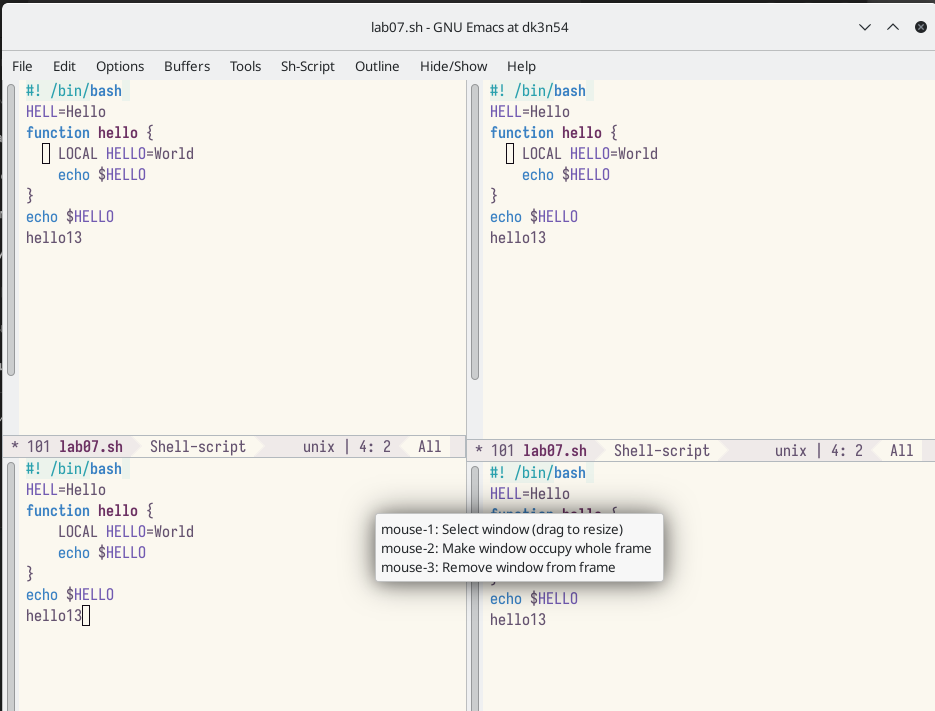 lab07.sh - GNU Emacs at dk3n54
File Edit Options Buffers Tools Sh-Script Outline Hide/Show Help
#! /bin/bash
HELL=Hello
function hello {
LOCAL HELLO=World
echo $HELLO
}
echo $HELLO
hello13
* 101 lab07.sh Shell-script unix | 4: 2 All
#! /bin/bash
HELL=Hello
function hello {
LOCAL HELLO=World
echo $HELLO
}
echo $HELLO
hello13
* 101 lab07.sh Shell-script unix | 4: 2 All
#! /bin/bash
HELL=Hello
function hello {
LOCAL HELLO=World
echo $HELLO
}
echo $HELLO
hello13
#! /bin/bash
HELL=Hello
function hello {
echo $HELLO
hello13
mouse-1: Select window (drag to resize)
mouse-2: Make window occupy whole frame
mouse-3: Remove window from frame